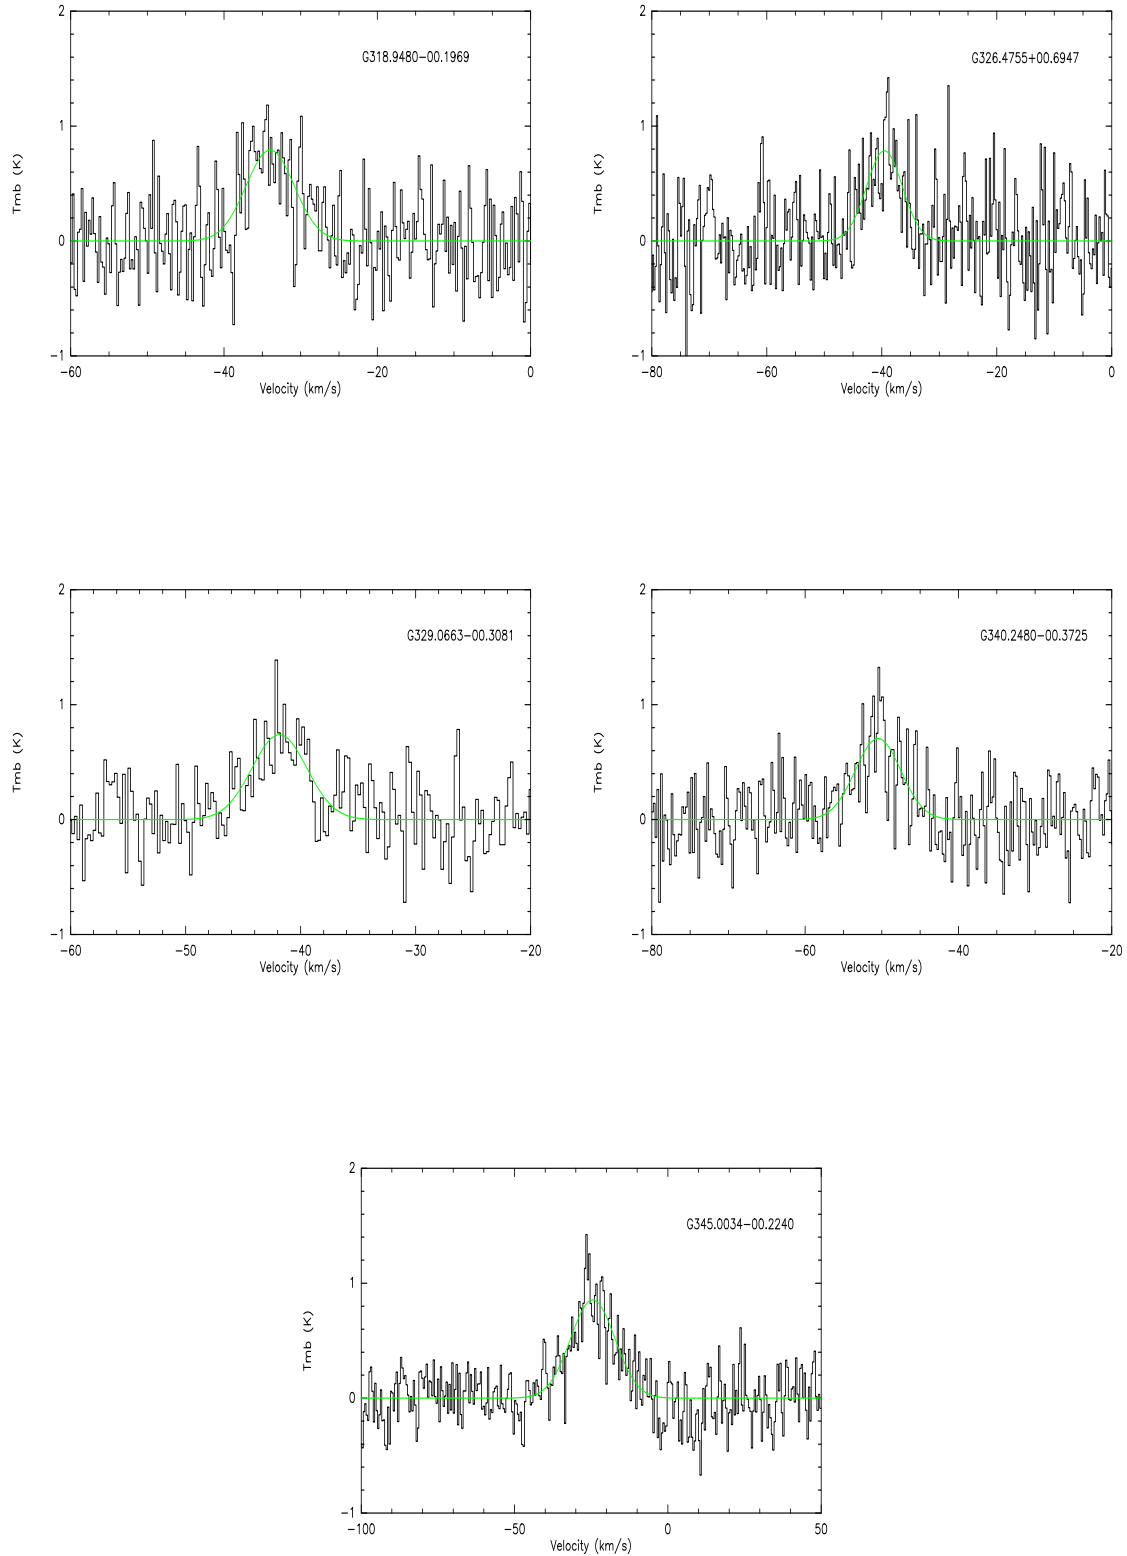 2
G318.9480−00.1969
1
Tmb (K)
0
−1
−60
−40
−20
0
Velocity (km/s)
2
G326.4755+00.6947
1
Tmb (K)
0
−1
−80
−60
−40
−20
0
Velocity (km/s)
2
G329.0663−00.3081
1
Tmb (K)
0
−1
−60
−50
−40
−30
−20
Velocity (km/s)
2
G340.2480−00.3725
1
Tmb (K)
0
−1
−80
−60
−40
−20
Velocity (km/s)
2
G345.0034−00.2240
1
Tmb (K)
0
−1
−100
−50
0
50
Velocity (km/s)